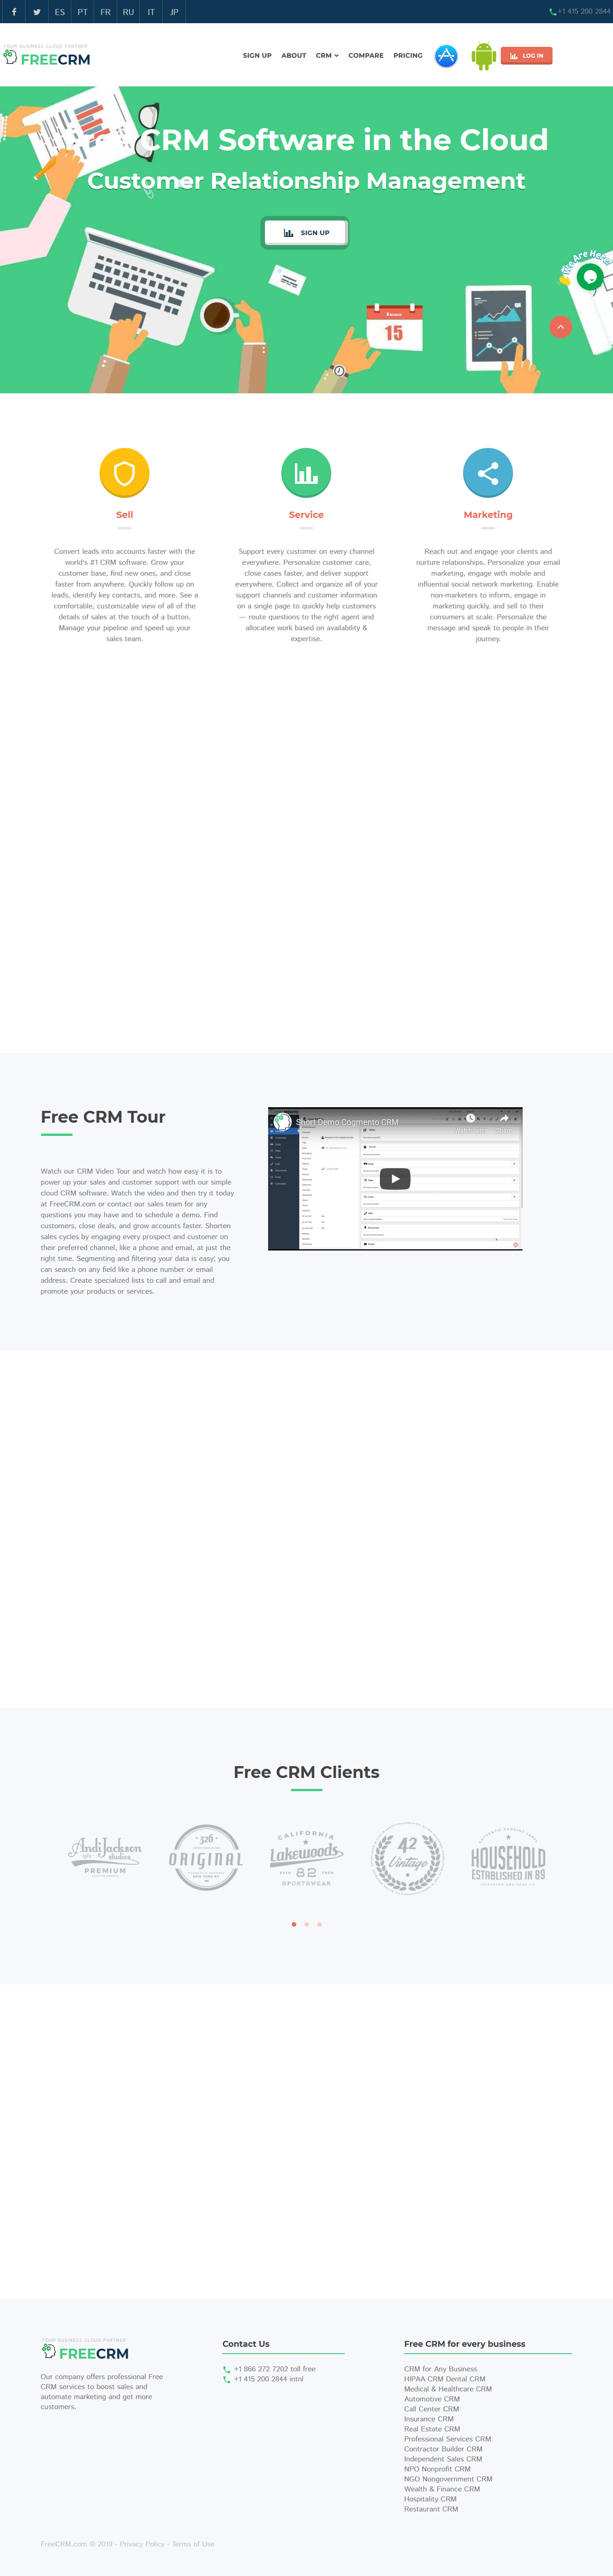 ES PT FR RU IT JP
+1 415 200 2844
YOUR BUSINESS CLOUD PARTNER
FREECRM
SIGN UP ABOUT CRM COMPARE PRICING
LOG IN
CRM Software in the Cloud
Customer Relationship Management
SIGN UP
We Are Here!
15
Sell
Convert leads into accounts faster with the
world's #1 CRM software. Grow your
customer base, find new ones, and close
faster from anywhere. Quickly follow up on
leads, identify key contacts, and more. See a
comfortable, customizable view of all of the
details of sales at the touch of a button.
Manage your pipeline and speed up your
sales team.
Service
Support every customer on every channel
everywhere. Personalize customer care,
close cases faster, and deliver support
everywhere. Collect and organize all of your
support channels and customer information
on a single page to quickly help customers
— route questions to the right agent and
allocatee work based on availability &
expertise.
Marketing
Reach out and engage your clients and
nurture relationships. Personalize your email
marketing, engage with mobile and
influential social network marketing. Enable
non-marketers to inform, engage in
marketing quickly, and sell to their
consumers at scale. Personalize the
message and speak to people in their
journey.
Free CRM Tour
Watch our CRM Video Tour and watch how easy it is to
power up your sales and customer support with our simple
cloud CRM software. Watch the video and then try it today
at FreeCRM.com or contact our sales team for any
questions you may have and to schedule a demo. Find
customers, close deals, and grow accounts faster. Shorten
sales cycles by engaging every prospect and customer on
their preferred channel, like a phone and email, at just the
right time. Segmenting and filtering your data is easy; you
can search on any field like a phone number or email
address. Create specialized lists to call and email and
promote your products or services.
Short Demo Cogmento CRM
Free CRM Clients
AndiJackson
studios
PREMIUM
326
ORIGINAL
CALIFORNIA
Lakewoods
82
SPORTSWEAR
42
Vintage
AUTHENTIC GENUINE LABEL
HOUSEHOLD
ESTABLISHED IN 89
YOUR BUSINESS CLOUD PARTNER
FREECRM
Our company offers professional Free
CRM services to boost sales and
automate marketing and get more
customers.
Contact Us
+1 866 272 7202 toll free
+1 415 200 2844 intnl
Free CRM for every business
CRM for Any Business
HIPAA CRM Dental CRM
Medical & Healthcare CRM
Automotive CRM
Call Center CRM
Insurance CRM
Real Estate CRM
Professional Services CRM
Contractor Builder CRM
Independent Sales CRM
NPO Nonprofit CRM
NGO Nongovernment CRM
Wealth & Finance CRM
Hospitality CRM
Restaurant CRM
FreeCRM.com © 2019 - Privacy Policy - Terms of Use